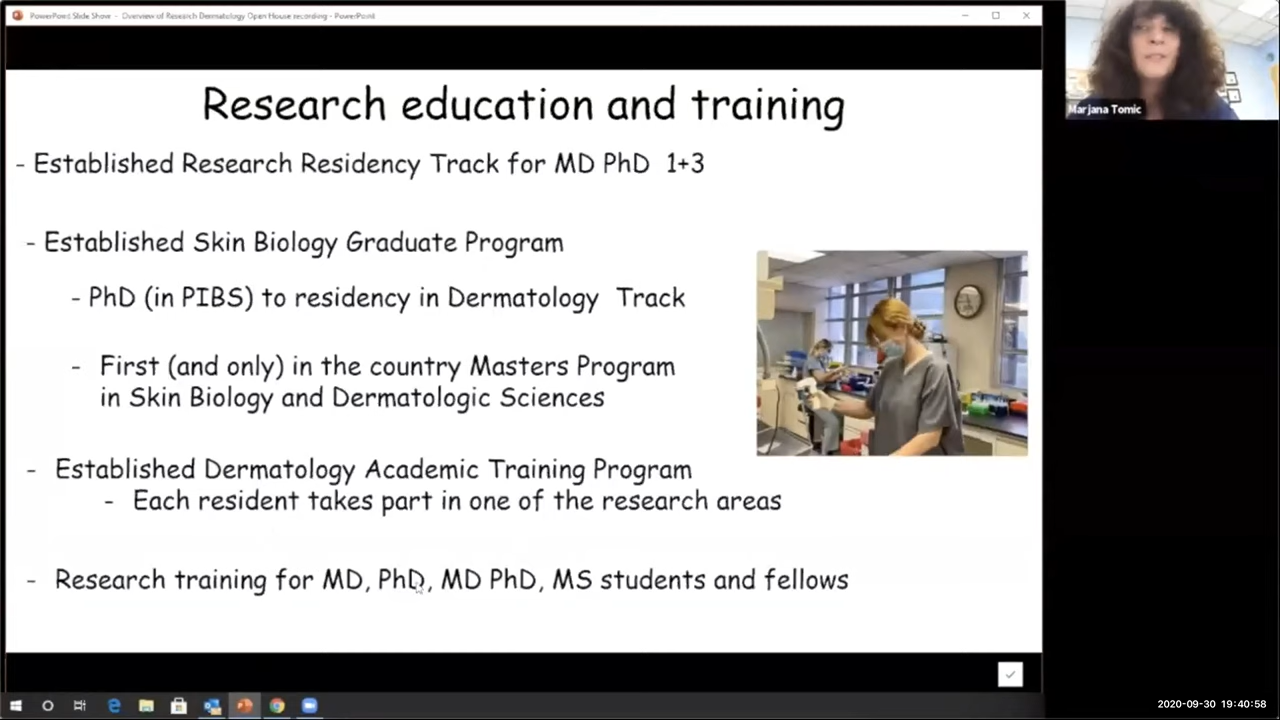 PowerPoint Slide Show - Overview of Research Dermatology Open House recording - PowerPoint
Marjana Tomic
Research education and training
- Established Research Residency Track for MD PhD 1+3
- Established Skin Biology Graduate Program
- PhD (in PIBS) to residency in Dermatology Track
- First (and only) in the country Masters Program
in Skin Biology and Dermatologic Sciences
- Established Dermatology Academic Training Program
- Each resident takes part in one of the research areas
- Research training for MD, PhD, MD PhD, MS students and fellows
2020-09-30 19:40:58